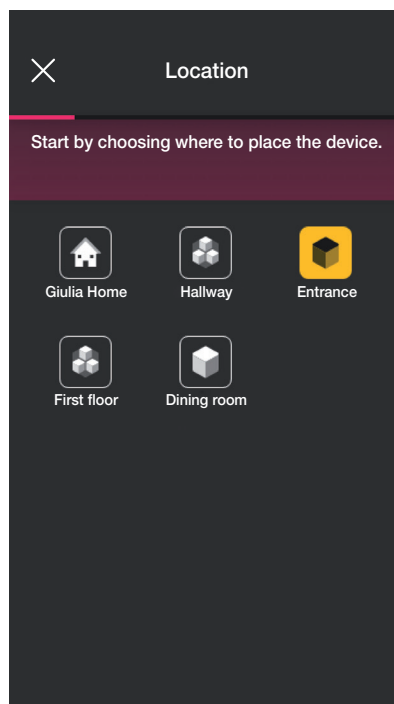 Location
Start by choosing where to place the device.
Giulia Home
Hallway
Entrance
First floor
Dining room